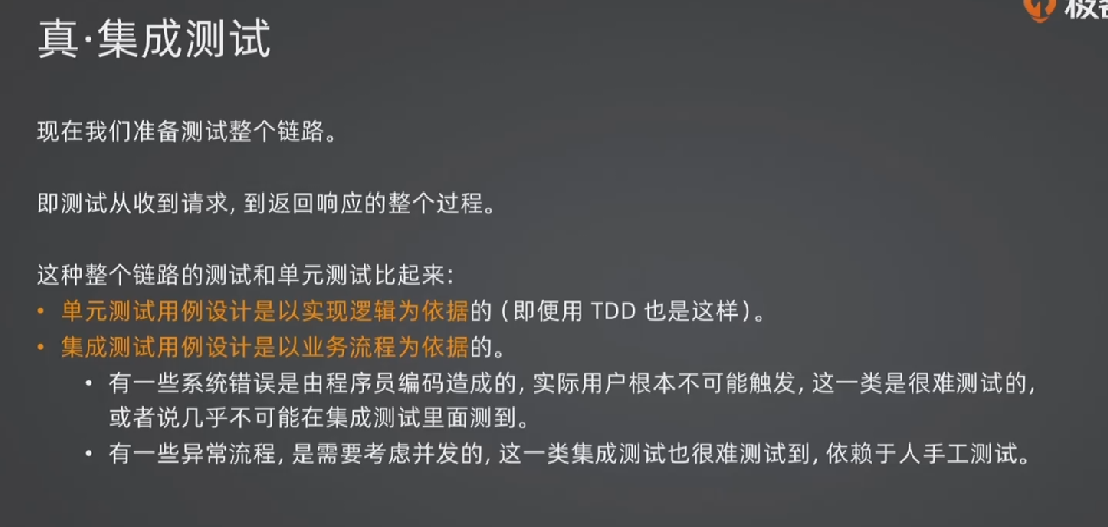 真·集成测试
现在我们准备测试整个链路。
即测试从收到请求, 到返回响应的整个过程。
这种整个链路的测试和单元测试比起来:
• 单元测试用例设计是以实现逻辑为依据的 (即便用 TDD 也是这样)。
• 集成测试用例设计是以业务流程为依据的。
• 有一些系统错误是由程序员编码造成的, 实际用户根本不可能触发, 这一类是很难测试的,
或者说几乎不可能在集成测试里面测到。
• 有一些异常流程, 是需要考虑并发的, 这一类集成测试也很难测试到, 依赖于人手工测试。